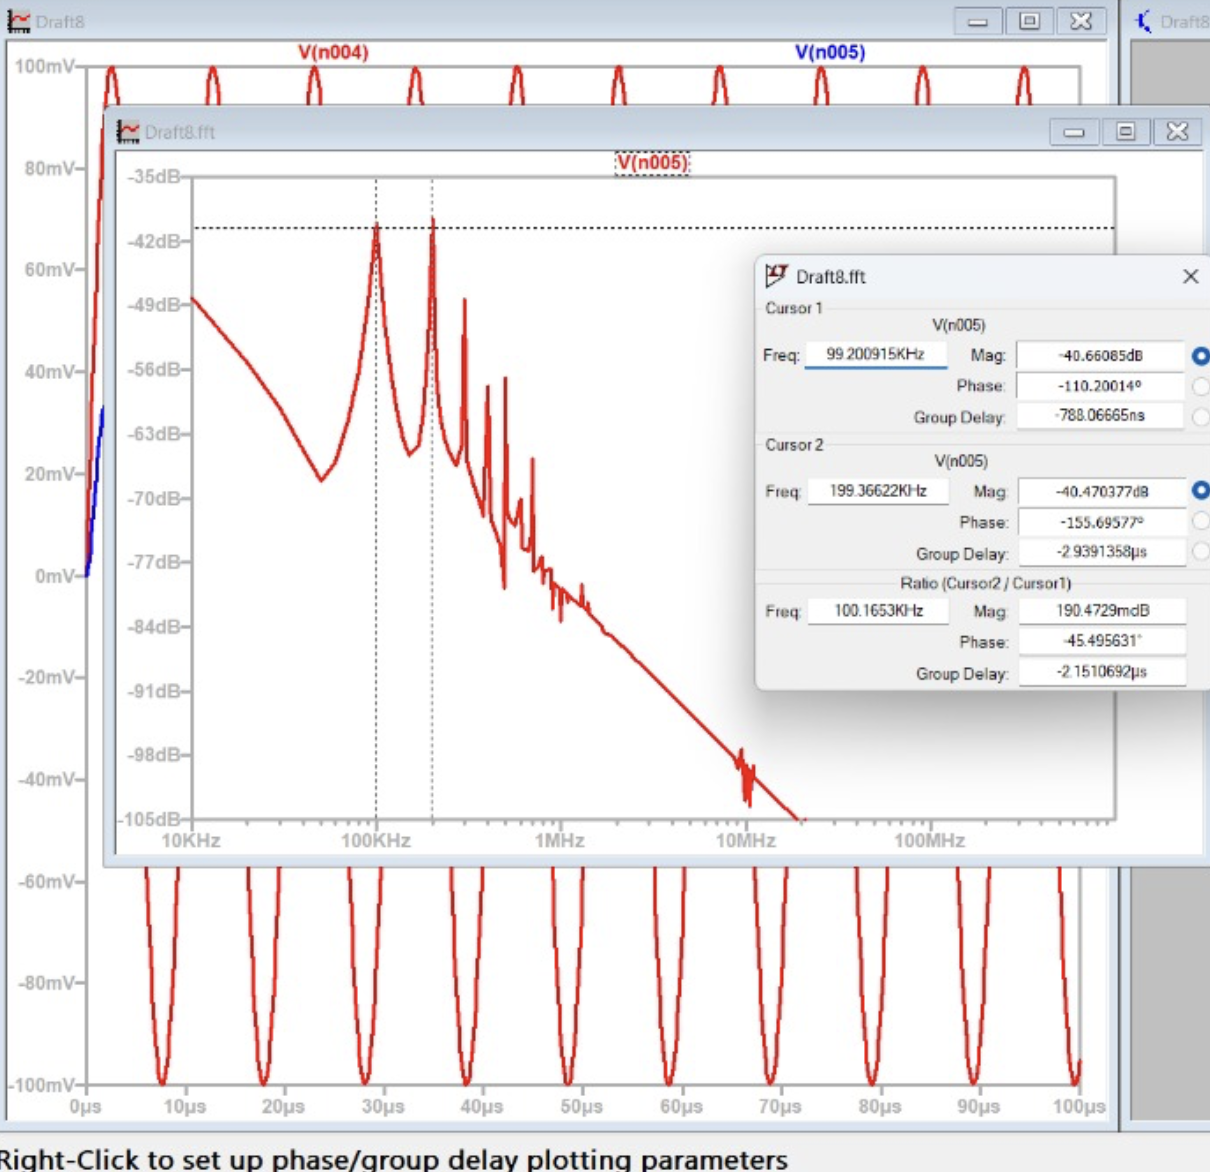 Draft8
Draft8
V(n004) V(n005)
100mV
80mV
60mV
40mV
20mV
0mV
-20mV
-40mV
-60mV
-80mV
-100mV
0µs 10µs 20µs 30µs 40µs 50µs 60µs 70µs 80µs 90µs 100µs
Draft8.fft
V(n005)
-35dB
-42dB
-49dB
-56dB
-63dB
-70dB
-77dB
-84dB
-91dB
-98dB
-105dB
10KHz 100KHz 1MHz 10MHz 100MHz
Draft8.fft
Cursor 1
V(n005)
Freq: 99.200915KHz Mag: -40.66085dB
Phase: -110.20014°
Group Delay: -788.06665ns
Cursor 2
V(n005)
Freq: 199.36622KHz Mag: -40.470377dB
Phase: -155.69577°
Group Delay: -2.9391358µs
Ratio (Cursor2 / Cursor1)
Freq: 100.1653KHz Mag: 190.4729mdB
Phase: -45.495631°
Group Delay: -2.1510692µs
Right-Click to set up phase/group delay plotting parameters